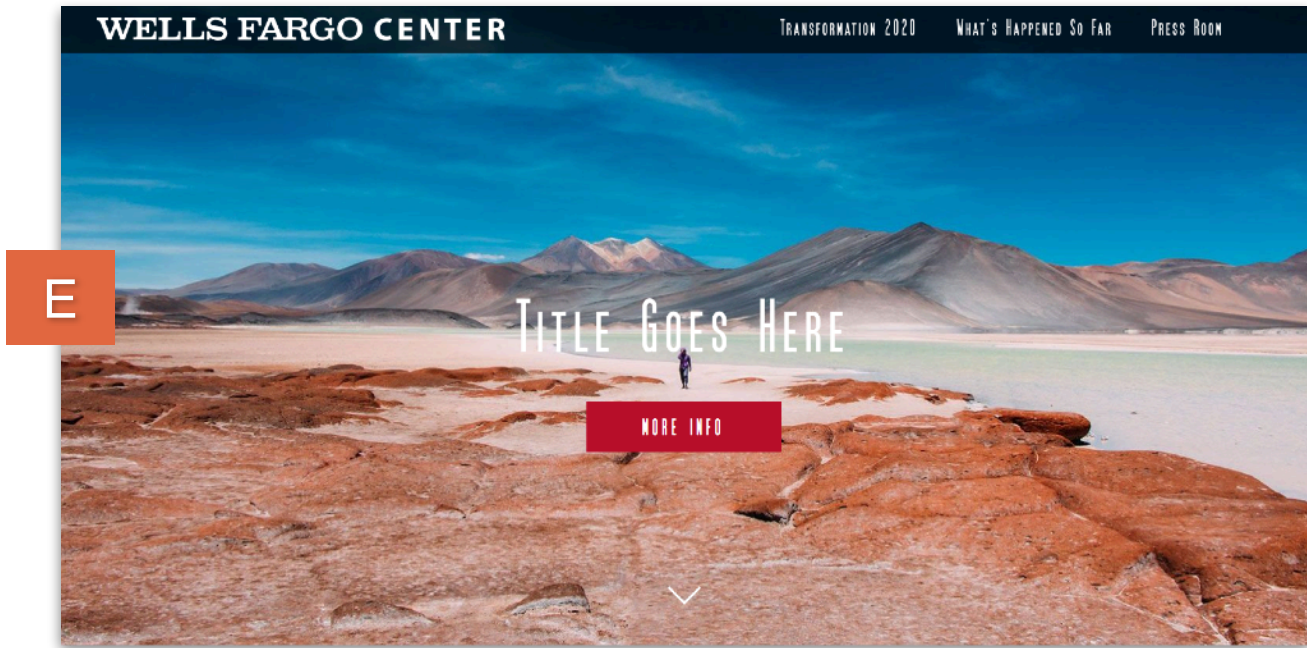 WELLS FARGO CENTER
Transformation 2020 What's Happened So Far Press Room
E
Title Goes Here
MORE INFO